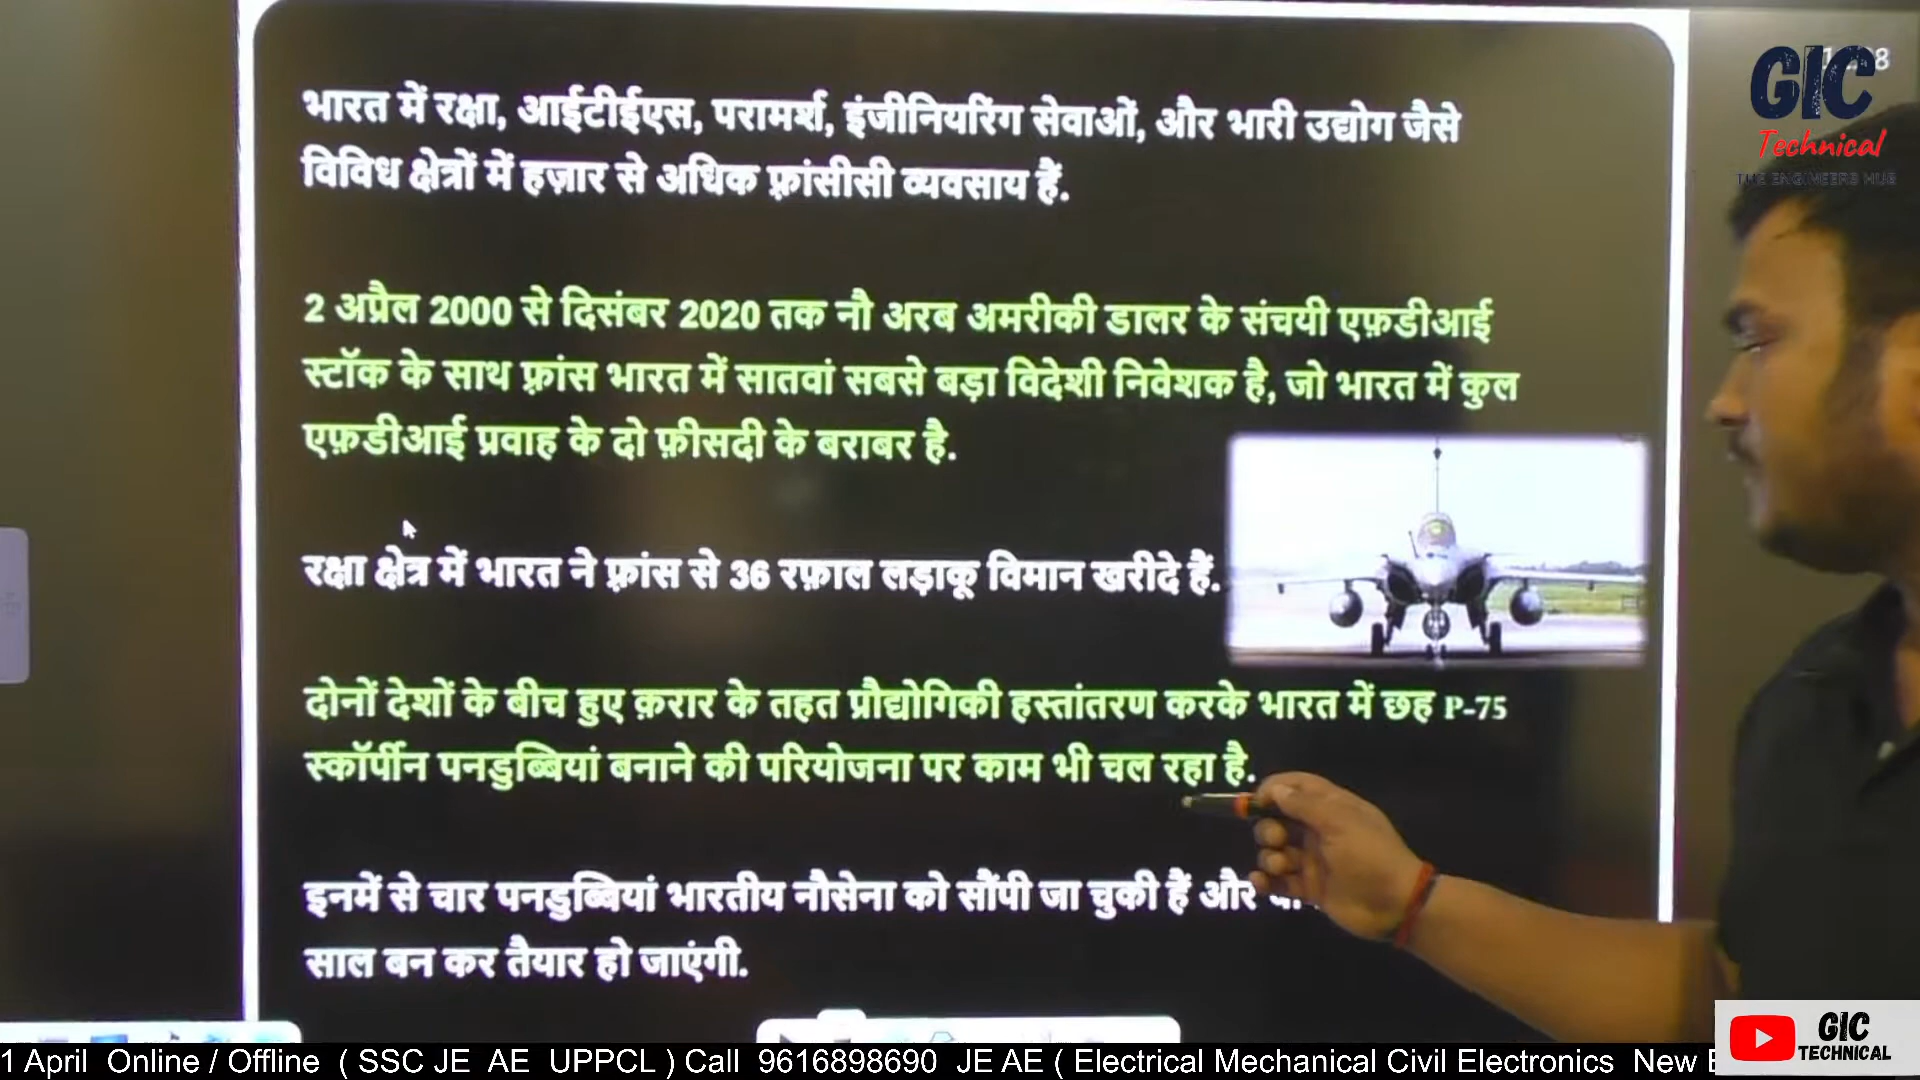 भारत में रक्षा, आईटीईएस, परामर्श, इंजीनियरिंग सेवाओं, और भारी उद्योग जैसे
विविध क्षेत्रों में हज़ार से अधिक फ़्रांसीसी व्यवसाय हैं.
2 अप्रैल 2000 से दिसंबर 2020 तक नौ अरब अमरीकी डालर के संचयी एफ़डीआई
स्टॉक के साथ फ़्रांस भारत में सातवां सबसे बड़ा विदेशी निवेशक है, जो भारत में कुल
एफ़डीआई प्रवाह के दो फ़ीसदी के बराबर है.
रक्षा क्षेत्र में भारत ने फ़्रांस से 36 रफ़ाल लड़ाकू विमान खरीदे हैं.
दोनों देशों के बीच हुए क़रार के तहत प्रौद्योगिकी हस्तांतरण करके भारत में छह P-75
स्कॉर्पीन पनडुब्बियां बनाने की परियोजना पर काम भी चल रहा है.
इनमें से चार पनडुब्बियां भारतीय नौसेना को सौंपी जा चुकी हैं और
साल बन कर तैयार हो जाएंगी.
GIC
Technical
THE ENGINEERS HUB
GIC
TECHNICAL
1 April Online / Offline ( SSC JE AE UPPCL ) Call 9616898690 JE AE ( Electrical Mechanical Civil Electronics New